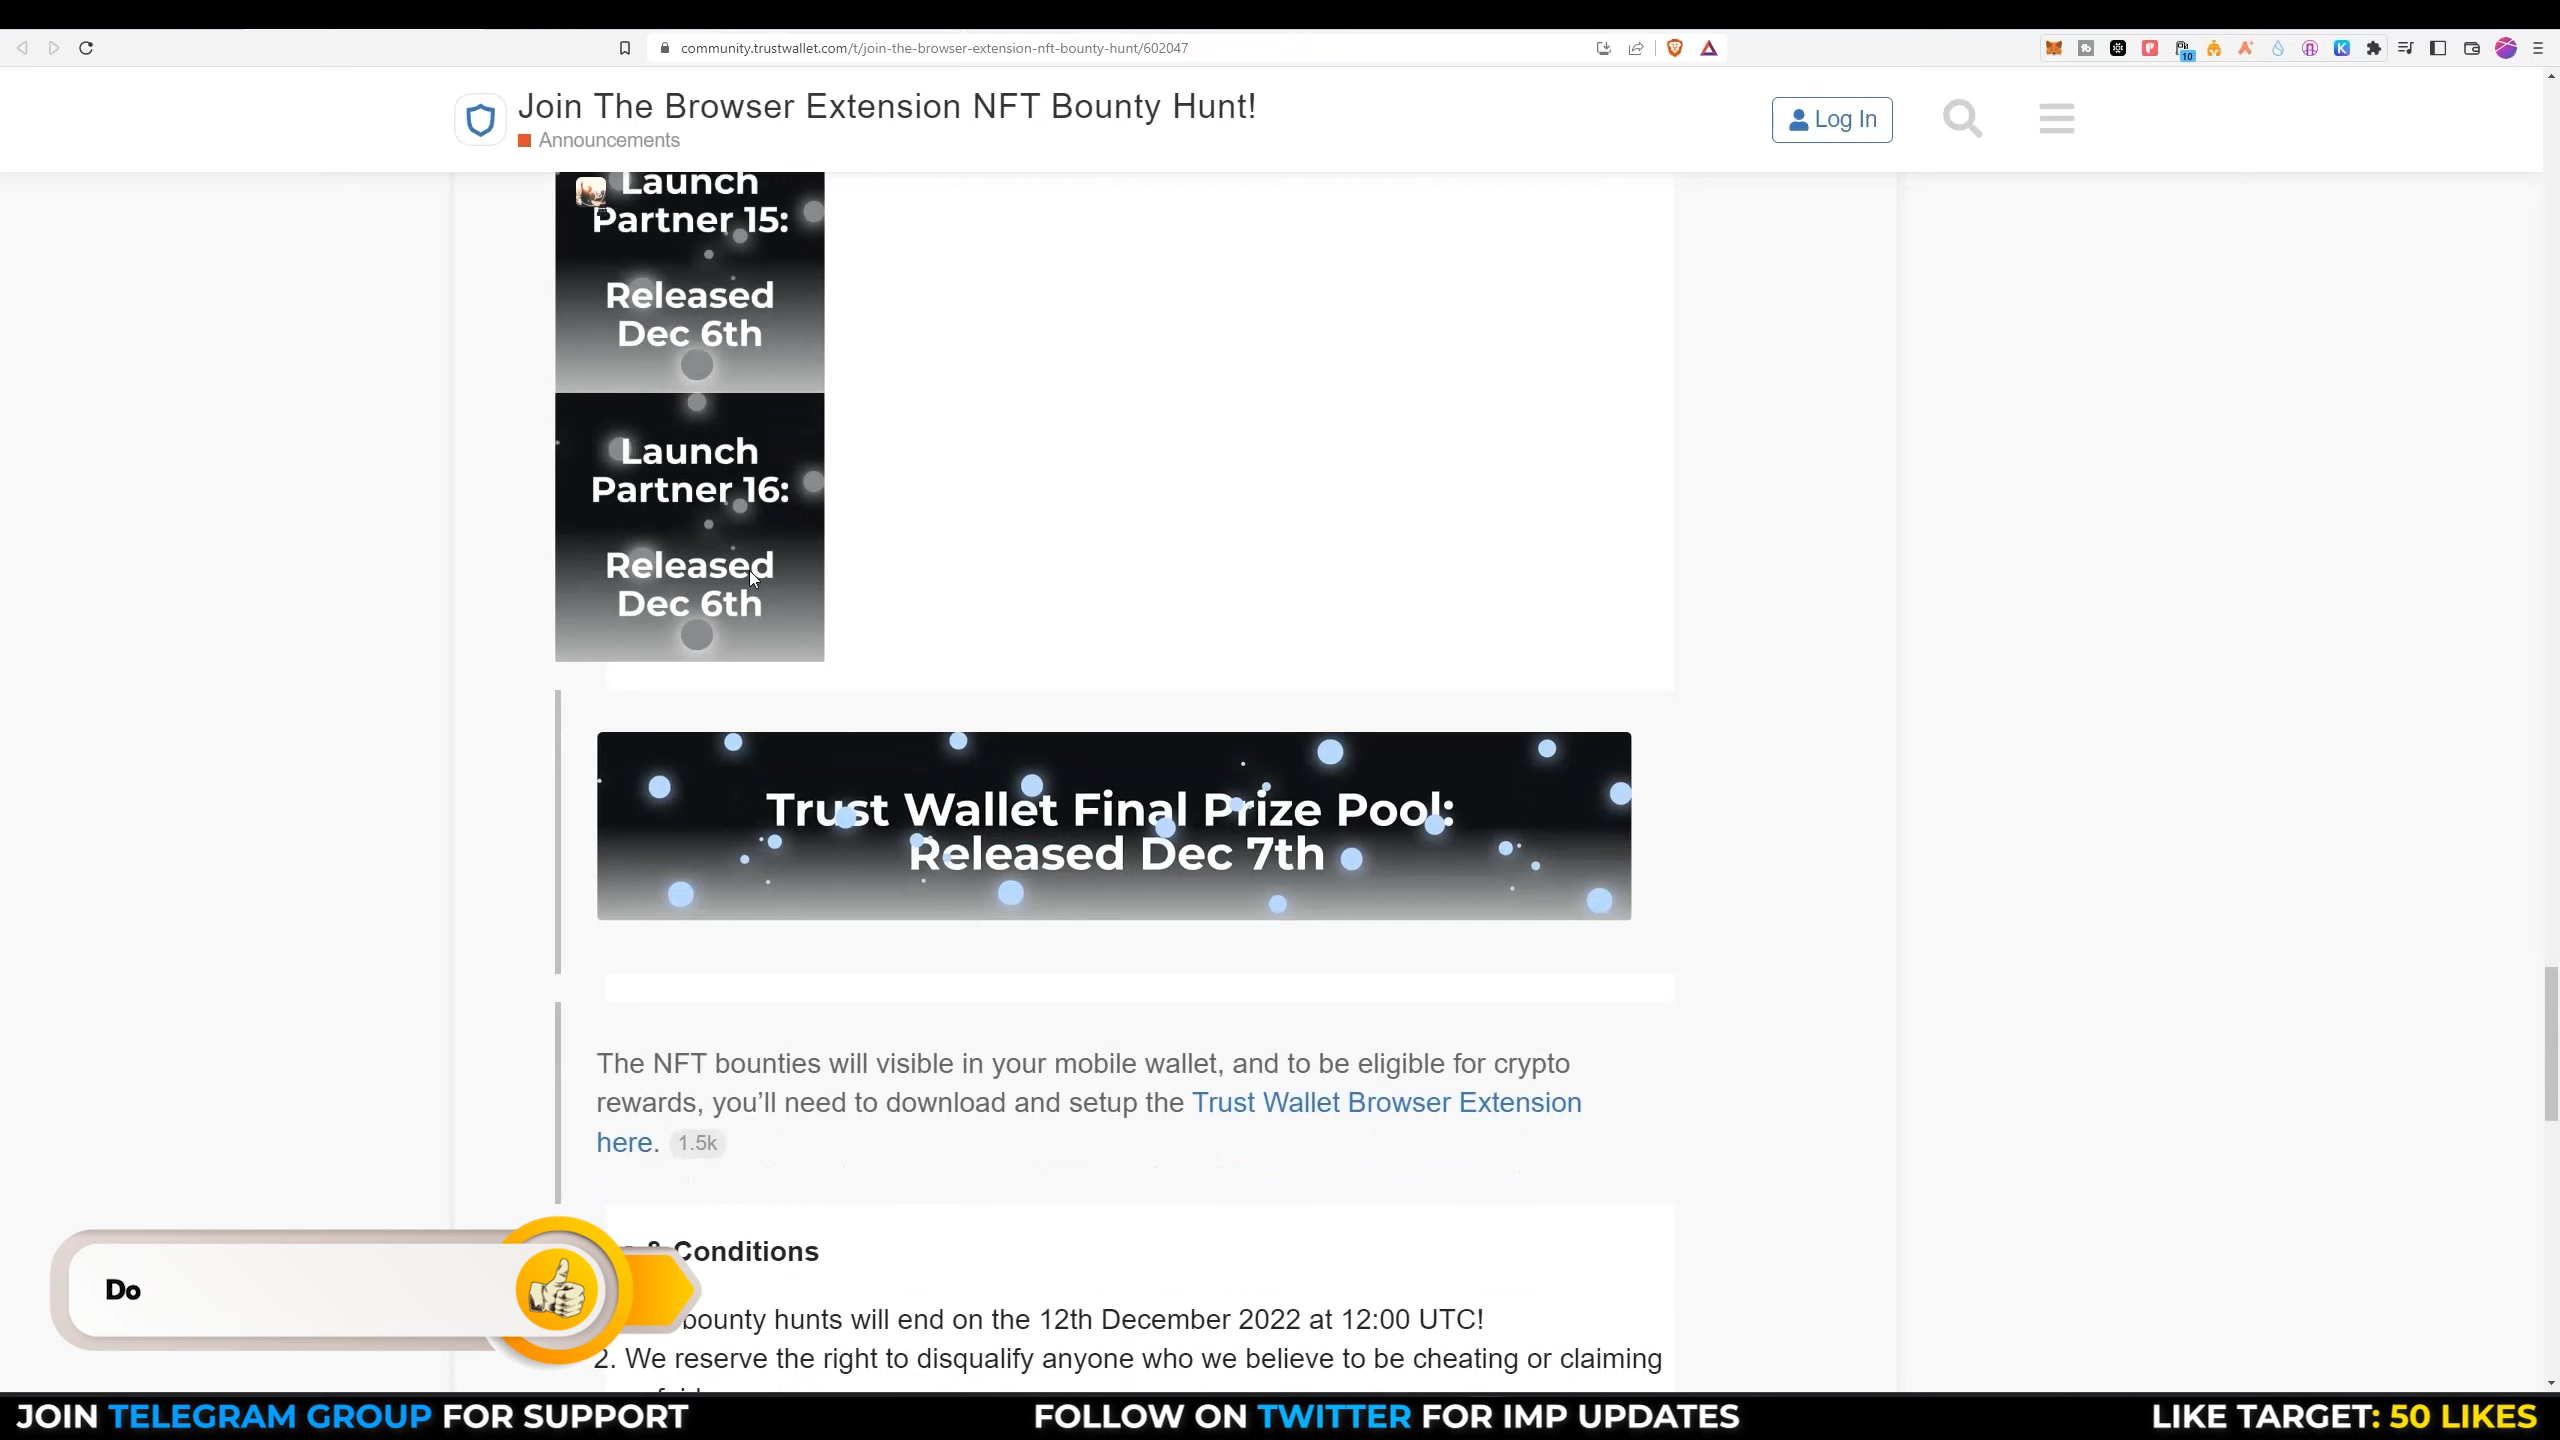 community.trustwallet.com/t/join-the-browser-extension-nft-bounty-hunt/602047
10
Join The Browser Extension NFT Bounty Hunt!
Announcements
Log In
Launch
Partner 15:
Released
Dec 6th
Launch
Partner 16:
Released
Dec 6th
Trust Wallet Final Prize Pool:
Released Dec 7th
The NFT bounties will visible in your mobile wallet, and to be eligible for crypto
rewards, you’ll need to download and setup the Trust Wallet Browser Extension
here. 1.5k
& Conditions
bounty hunts will end on the 12th December 2022 at 12:00 UTC!
2. We reserve the right to disqualify anyone who we believe to be cheating or claiming
Do
JOIN TELEGRAM GROUP FOR SUPPORT
FOLLOW ON TWITTER FOR IMP UPDATES
LIKE TARGET: 50 LIKES